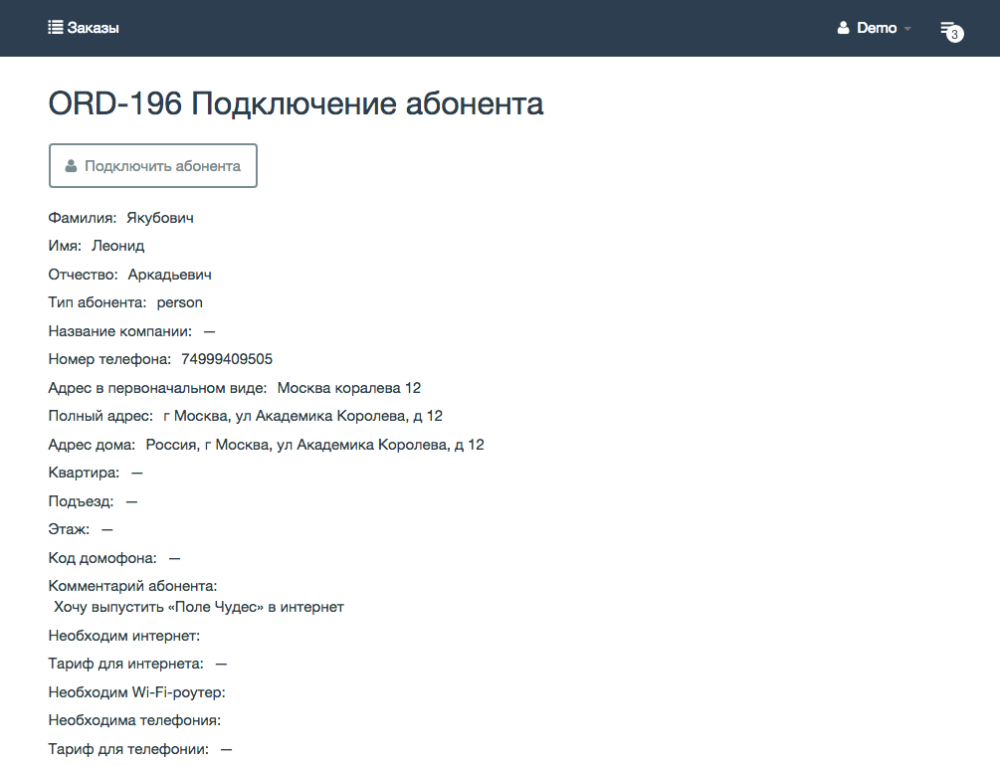 Заказы
Demo
3
ORD-196 Подключение абонента
Подключить абонента
Фамилия: Якубович
Имя: Леонид
Отчество: Аркадьевич
Тип абонента: person
Название компании: —
Номер телефона: 74999409505
Адрес в первоначальном виде: Москва коралева 12
Полный адрес: г Москва, ул Академика Королева, д 12
Адрес дома: Россия, г Москва, ул Академика Королева, д 12
Квартира: —
Подъезд: —
Этаж: —
Код домофона: —
Комментарий абонента:
Хочу выпустить «Поле Чудес» в интернет
Необходим интернет:
Тариф для интернета: —
Необходим Wi-Fi-роутер:
Необходима телефония:
Тариф для телефонии: —